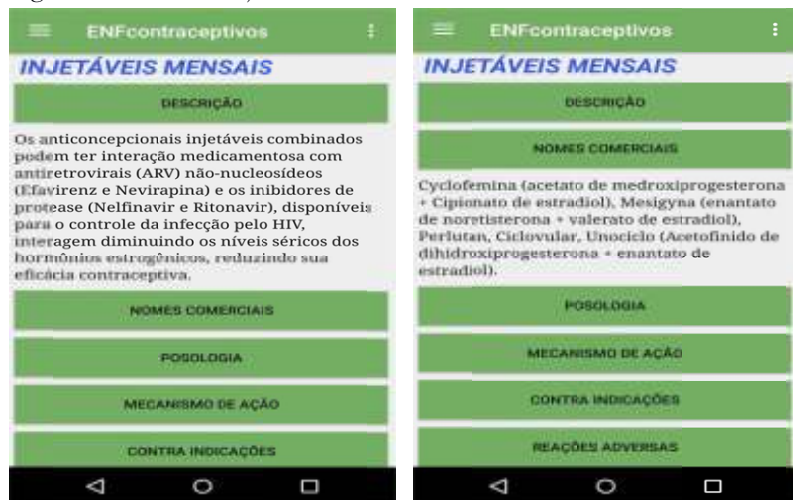 ENFcontraceptivos
INJETÁVEIS MENSAIS
DESCRIÇÃO
Os anticoncepcionais injetáveis combinados
podem ter interação medicamentosa com
antiretrovirais (ARV) não-nucleosídeos
(Efavirenz e Nevirapina) e os inibidores de
protease (Nelfinavir e Ritonavir), disponíveis
para o controle da infecção pelo HIV,
interagem diminuindo os níveis séricos dos
hormônios estrogênicos, reduzindo sua
eficácia contraceptiva.
NOMES COMERCIAIS
POSOLOGIA
MECANISMO DE AÇÃO
CONTRA INDICAÇÕES
ENFcontraceptivos
INJETÁVEIS MENSAIS
DESCRIÇÃO
NOMES COMERCIAIS
Cyclofemina (acetato de medroxiprogesterona
+ Cipionato de estradiol), Mesigyna (enantato
de noretisterona + valerato de estradiol),
Perlutan, Ciclovular, Unociclo (Acetofinido de
dihidroxiprogesterona + enantato de
estradiol).
POSOLOGIA
MECANISMO DE AÇÃO
CONTRA INDICAÇÕES
REAÇÕES ADVERSAS